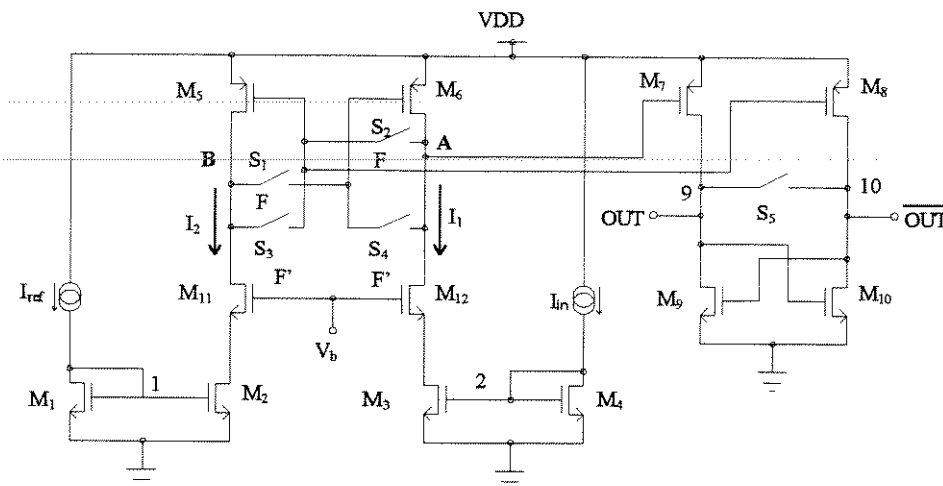 VDD
M5
M6
M7
M8
S2
A
F
B
S1
F
9
10
S5
OUT
OUT
I2
I1
S3
S4
F'
F'
Iref
M11
M12
Iin
M9
M10
Vb
1
2
M1
M2
M3
M4